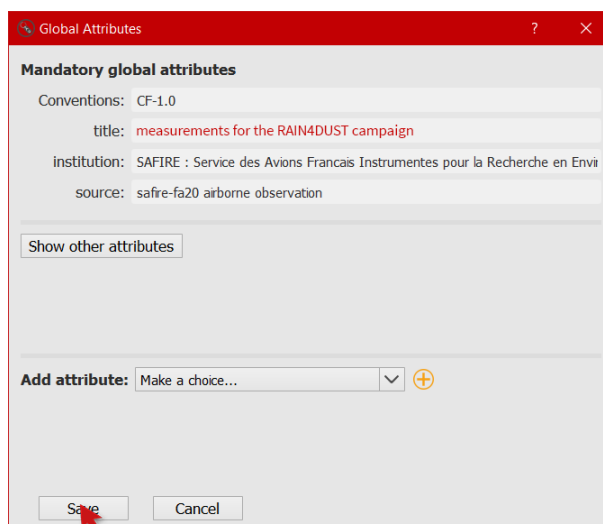 Global Attributes ?
Mandatory global attributes
Conventions: CF-1.0
title: measurements for the RAIN4DUST campaign
institution: SAFIRE : Service des Avions Francais Instrumentes pour la Recherche en Envir
source: safire-fa20 airborne observation
Show other attributes
Add attribute: Make a choice...
Save Cancel